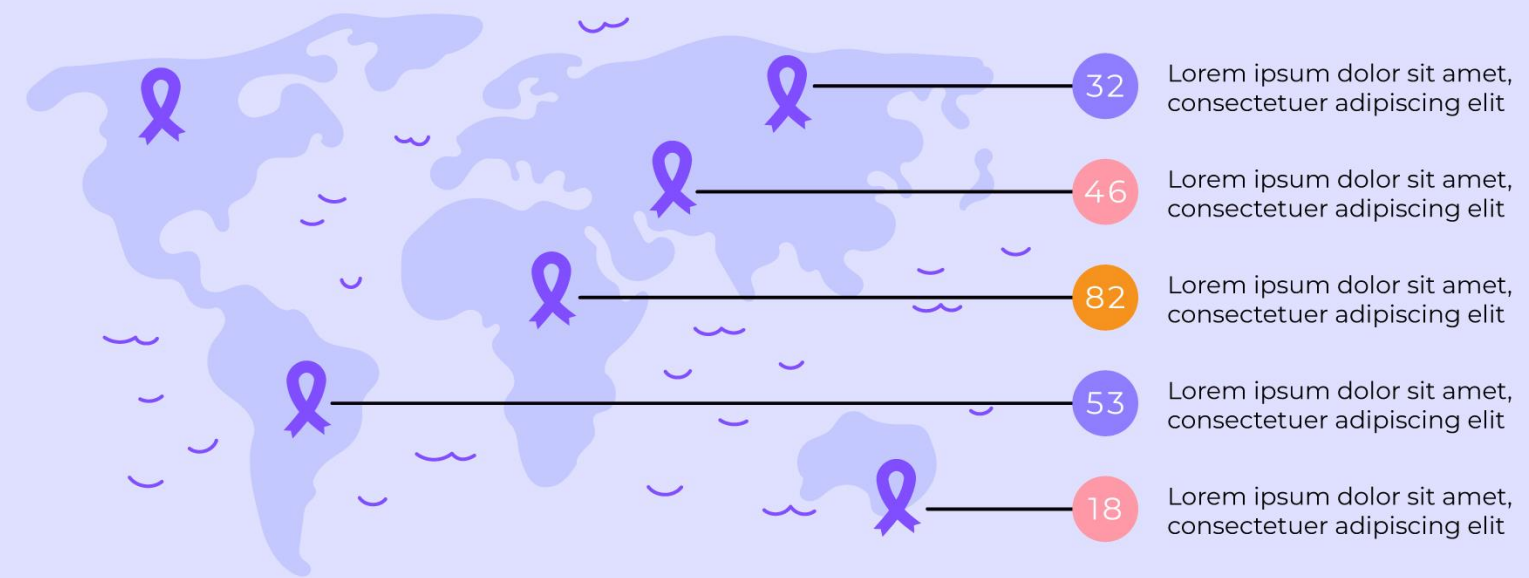 32
Lorem ipsum dolor sit amet,
consectetuer adipiscing elit
46
Lorem ipsum dolor sit amet,
consectetuer adipiscing elit
82
Lorem ipsum dolor sit amet,
consectetuer adipiscing elit
53
Lorem ipsum dolor sit amet,
consectetuer adipiscing elit
18
Lorem ipsum dolor sit amet,
consectetuer adipiscing elit